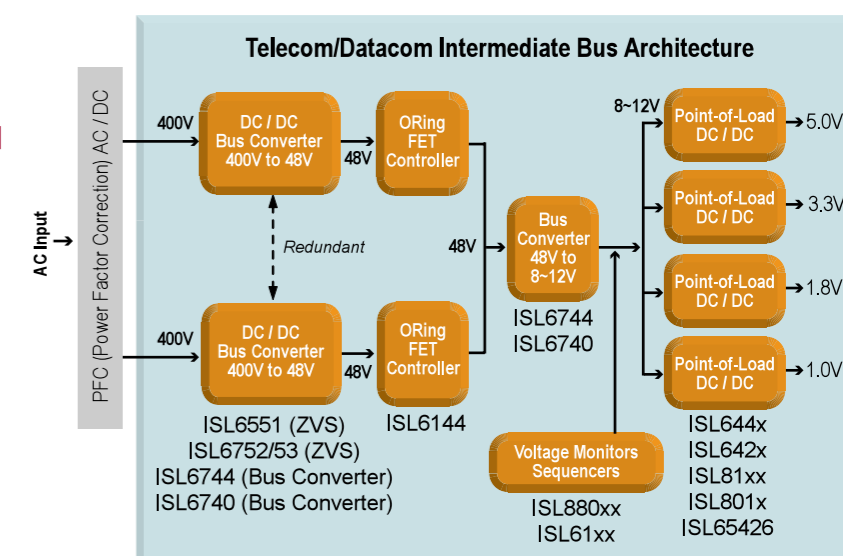 Telecom/Datacom Intermediate Bus Architecture
AC Input
PFC (Power Factor Correction) AC / DC
400V
DC / DC
Bus Converter
400V to 48V
48V
ORing
FET
Controller
Redundant
400V
DC / DC
Bus Converter
400V to 48V
48V
ORing
FET
Controller
ISL6551 (ZVS)
ISL6752/53 (ZVS)
ISL6744 (Bus Converter)
ISL6740 (Bus Converter)
ISL6144
48V
Bus
Converter
48V to
8~12V
ISL6744
ISL6740
Voltage Monitors
Sequencers
ISL880xx
ISL61xx
8~12V
Point-of-Load
DC / DC
5.0V
Point-of-Load
DC / DC
3.3V
Point-of-Load
DC / DC
1.8V
Point-of-Load
DC / DC
1.0V
ISL644x
ISL642x
ISL81xx
ISL801x
ISL65426